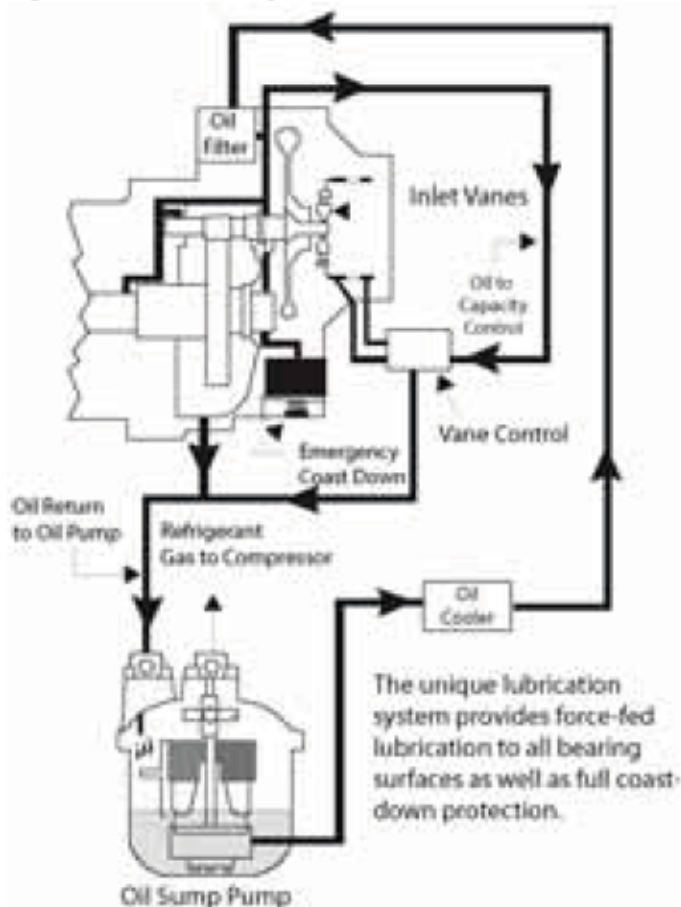 Oil
Filter
Inlet Vanes
Oil to
Capacity
Control
Vane Control
Emergency
Coast Down
Oil Return
to Oil Pump
Refrigerant
Gas to Compressor
Oil
Cooler
The unique lubrication
system provides force-fed
lubrication to all bearing
surfaces as well as full coast-
down protection.
Oil Sump Pump